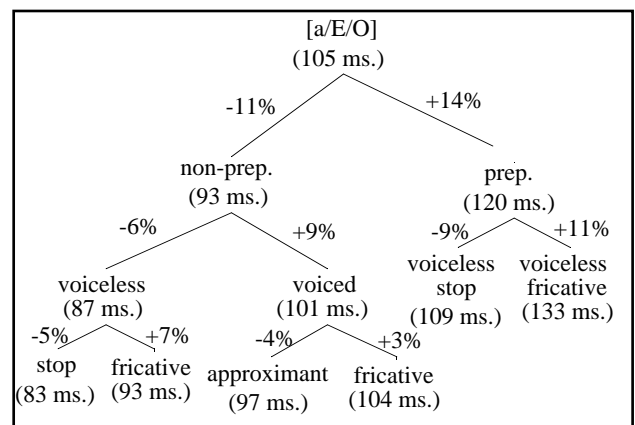 [a/E/O]
(105 ms.)
-11% +14%
non-prep. prep.
(93 ms.) (120 ms.)
-6% +9% -9% +11%
voiceless voiced voiceless voiceless
(87 ms.) (101 ms.) stop fricative
(109 ms.) (133 ms.)
-5% +7% -4% +3%
stop fricative approximant fricative
(83 ms.) (93 ms.) (97 ms.) (104 ms.)